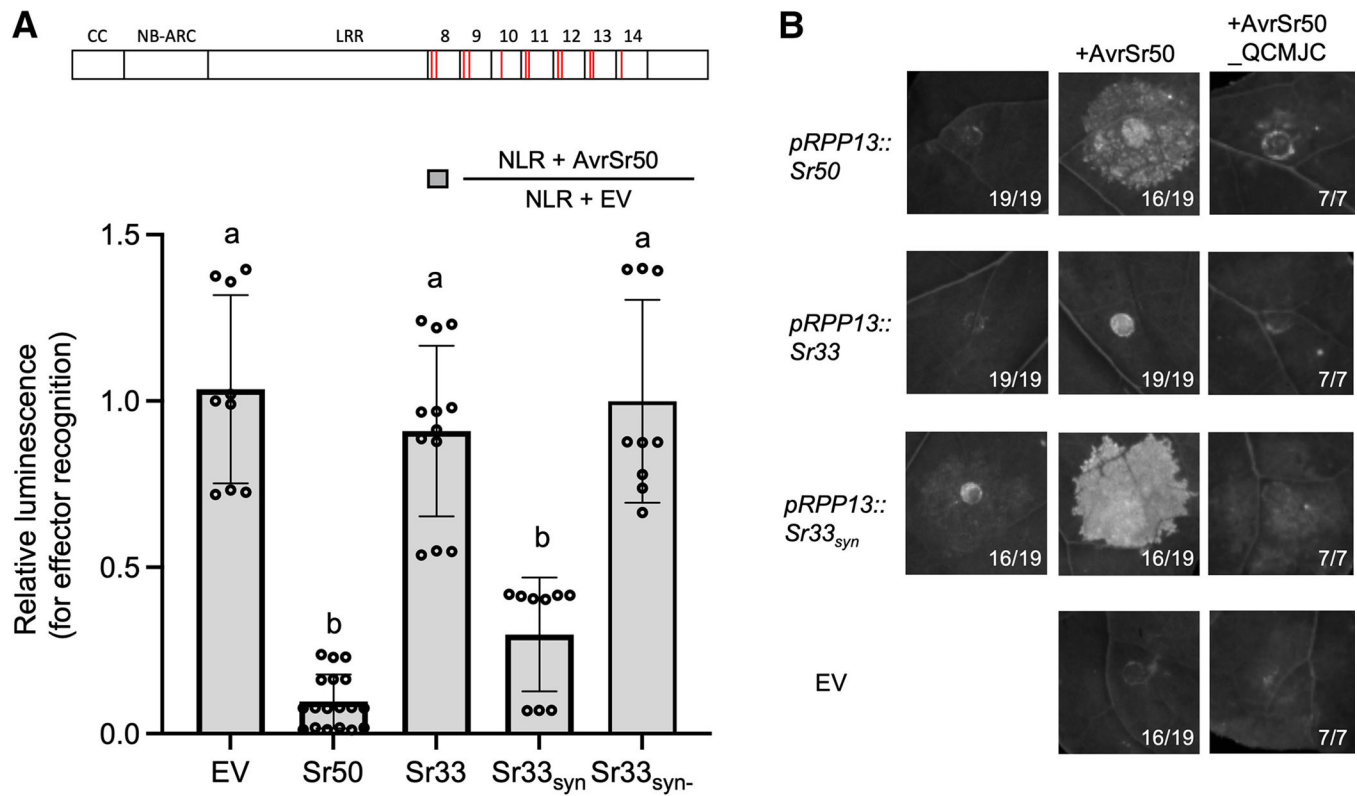 A
CC NB-ARC LRR 8 9 10 11 12 13 14
NLR + AvrSr50
NLR + EV
Relative luminescence
(for effector recognition)
1.5
1.0
0.5
0.0
a
b
a
b
a
EV Sr50 Sr33 Sr33syn Sr33syn-
B
+AvrSr50
+AvrSr50
_QCMJC
pRPP13::
Sr50
19/19 16/19 7/7
pRPP13::
Sr33
19/19 19/19 7/7
pRPP13::
Sr33syn
16/19 16/19 7/7
EV
16/19 7/7